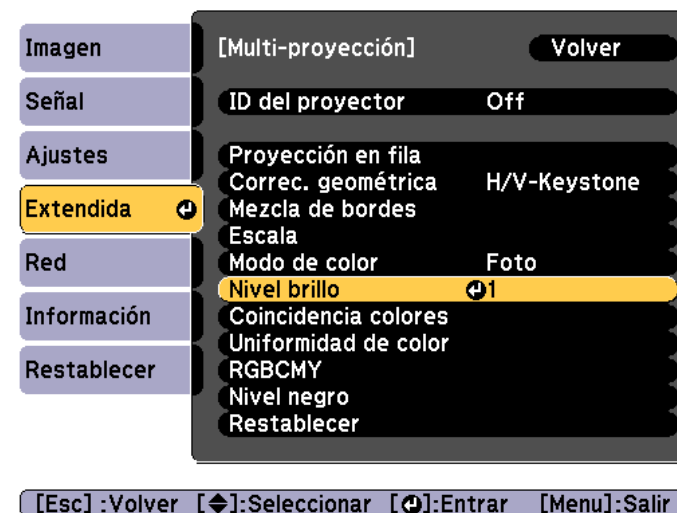 Imagen
Señal
Ajustes
Extendida
Red
Información
Restablecer
[Multi-proyección] Volver
ID del proyector Off
Proyección en fila
Correc. geométrica H/V-Keystone
Mezcla de bordes
Escala
Modo de color Foto
Nivel brillo 1
Coincidencia colores
Uniformidad de color
RGBCMY
Nivel negro
Restablecer
[Esc] :Volver [◆]:Seleccionar [↵]:Entrar [Menu]:Salir